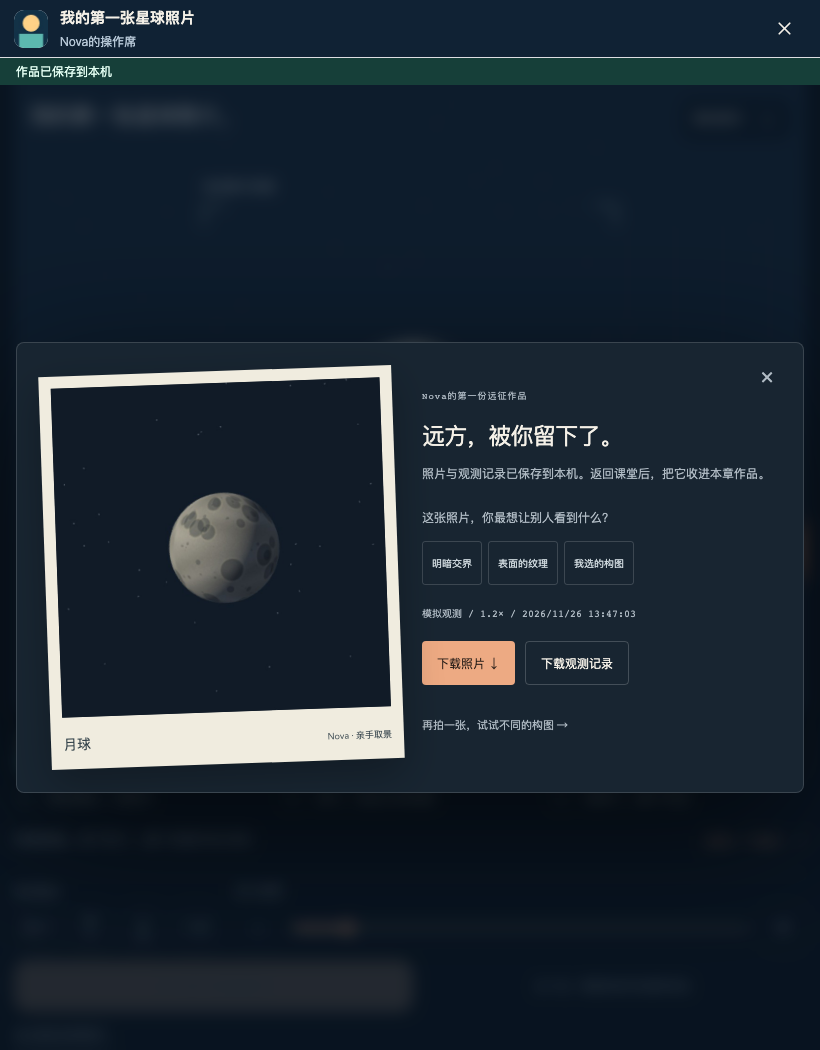 我的第一张星球照片
Nova的操作席
作品已保存到本机
Nova的第一份远征作品
远方，被你留下了。
照片与观测记录已保存到本机。返回课堂后，把它收进本章作品。
这张照片，你最想让别人看到什么？
明暗交界
表面的纹理
我选的构图
模拟观测 / 1.2× / 2026/11/26 13:47:03
下载照片 ↓
下载观测记录
再拍一张，试试不同的构图 →
月球
Nova · 亲手取景